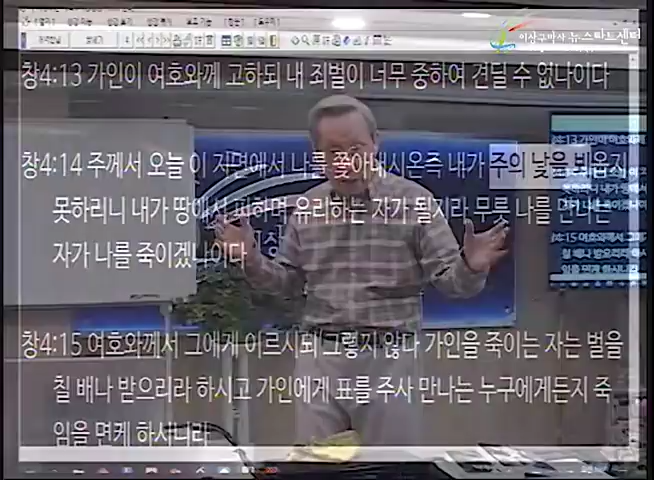 이상구박사 뉴스타트센터
창4:13 가인이 여호와께 고하되 내 죄벌이 너무 중하여 견딜 수 없나이다
창4:14 주께서 오늘 이 지면에서 나를 쫓아내시온즉 내가 주의 낯을 뵈옵지
못하리니 내가 땅에서 피하며 유리하는 자가 될지라 무릇 나를 만나는
자가 나를 죽이겠나이다
창4:15 여호와께서 그에게 이르시되 그렇지 않다 가인을 죽이는 자는 벌을
칠 배나 받으리라 하시고 가인에게 표를 주사 만나는 누구에게든지 죽
임을 면케 하시니라